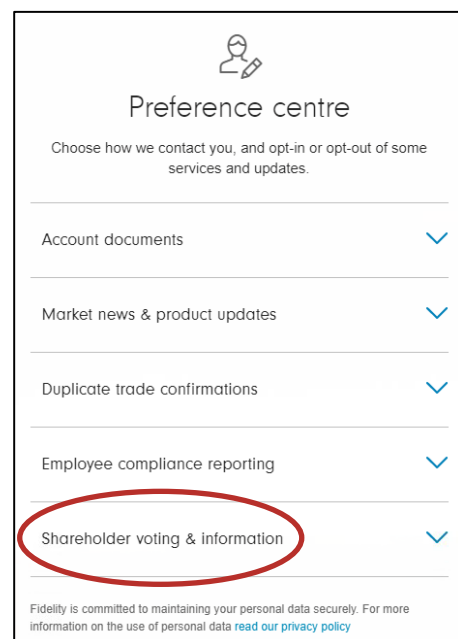 Preference centre
Choose how we contact you, and opt-in or opt-out of some
services and updates.
Account documents
Market news & product updates
Duplicate trade confirmations
Employee compliance reporting
Shareholder voting & information
Fidelity is committed to maintaining your personal data securely. For more
information on the use of personal data read our privacy policy